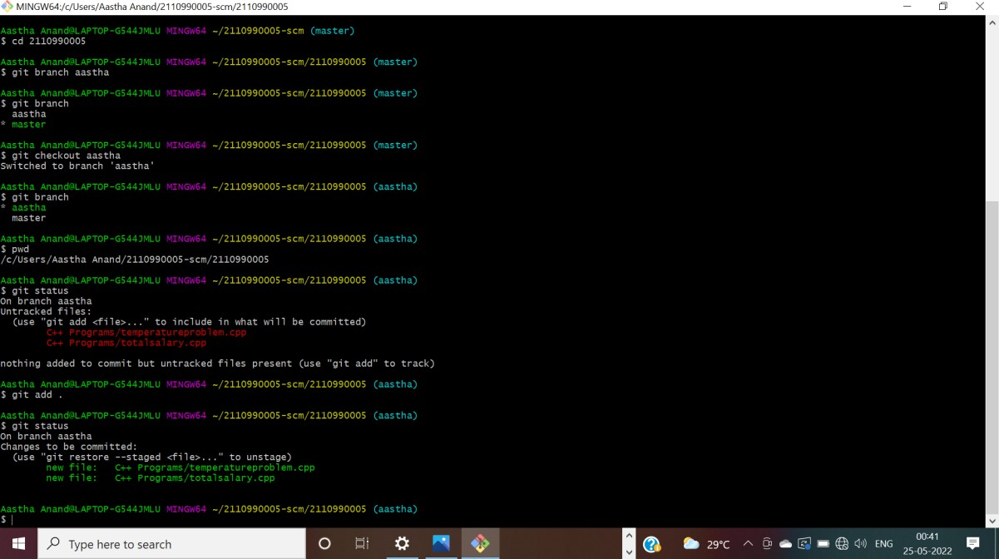 MINGW64:/c/Users/Aastha Anand/2110990005-scm/2110990005
Aastha Anand@LAPTOP-G544JMLU MINGW64 ~/2110990005-scm (master)
$ cd 2110990005
Aastha Anand@LAPTOP-G544JMLU MINGW64 ~/2110990005-scm/2110990005 (master)
$ git branch aastha
Aastha Anand@LAPTOP-G544JMLU MINGW64 ~/2110990005-scm/2110990005 (master)
$ git branch
  aastha
* master
Aastha Anand@LAPTOP-G544JMLU MINGW64 ~/2110990005-scm/2110990005 (master)
$ git checkout aastha
Switched to branch 'aastha'
Aastha Anand@LAPTOP-G544JMLU MINGW64 ~/2110990005-scm/2110990005 (aastha)
$ git branch
* aastha
  master
Aastha Anand@LAPTOP-G544JMLU MINGW64 ~/2110990005-scm/2110990005 (aastha)
$ pwd
/c/Users/Aastha Anand/2110990005-scm/2110990005
Aastha Anand@LAPTOP-G544JMLU MINGW64 ~/2110990005-scm/2110990005 (aastha)
$ git status
On branch aastha
Untracked files:
  (use "git add <file>..." to include in what will be committed)
        C++ Programs/temperatureproblem.cpp
        C++ Programs/totalsalary.cpp
nothing added to commit but untracked files present (use "git add" to track)
Aastha Anand@LAPTOP-G544JMLU MINGW64 ~/2110990005-scm/2110990005 (aastha)
$ git add .
Aastha Anand@LAPTOP-G544JMLU MINGW64 ~/2110990005-scm/2110990005 (aastha)
$ git status
On branch aastha
Changes to be committed:
  (use "git restore --staged <file>..." to unstage)
        new file:   C++ Programs/temperatureproblem.cpp
        new file:   C++ Programs/totalsalary.cpp
Aastha Anand@LAPTOP-G544JMLU MINGW64 ~/2110990005-scm/2110990005 (aastha)
$
Type here to search
29°C
ENG
00:41
25-05-2022